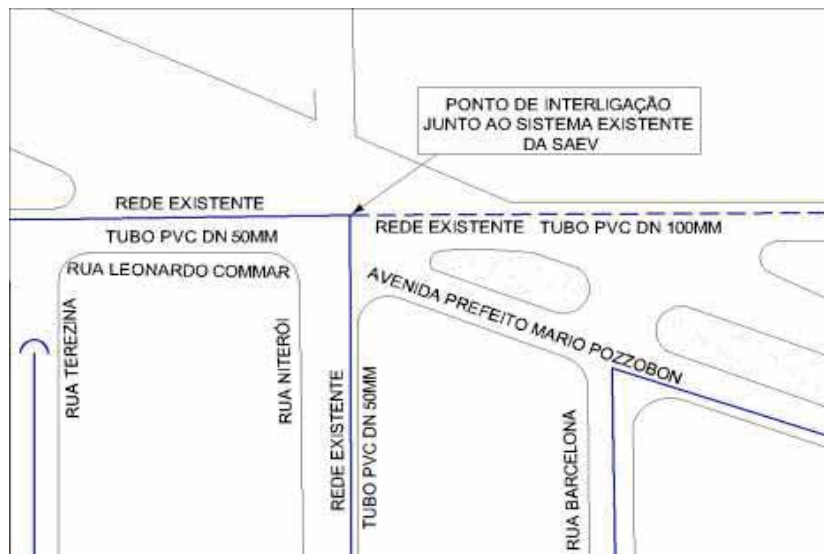 PONTO DE INTERLIGAÇÃO
JUNTO AO SISTEMA EXISTENTE
DA SAEV
REDE EXISTENTE
TUBO PVC DN 50MM
RUA LEONARDO COMMAR
REDE EXISTENTE TUBO PVC DN 100MM
AVENIDA PREFEITO MARIO POZZOBON
RUA TEREZINA
RUA NITERÓI
REDE EXISTENTE
TUBO PVC DN 50MM
RUA BARCELONA